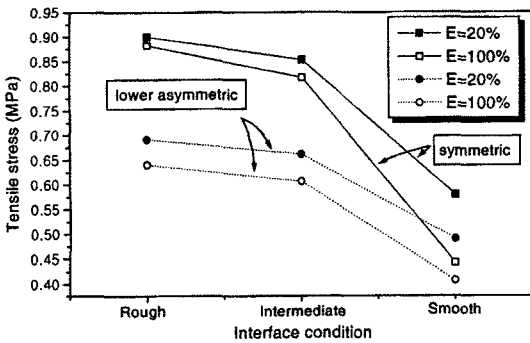 0.95
0.90
0.85
0.80
0.75
0.70
0.65
0.60
0.55
0.50
0.45
0.40
Tensile stress (MPa)
lower asymmetric
symmetric
E=20%
E=100%
E=20%
E=100%
Rough
Intermediate
Smooth
Interface condition